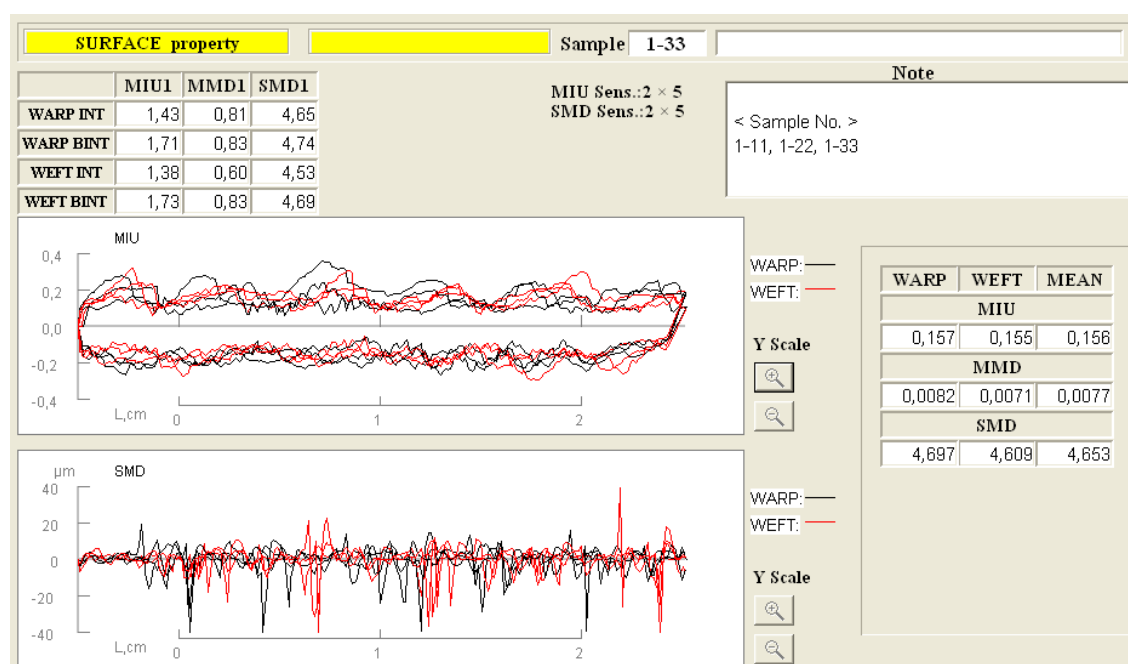 SURFACE property
Sample 1-33
MIU1 MMD1 SMD1
WARP INT 1,43 0,81 4,65
WARP BINT 1,71 0,83 4,74
WEFT INT 1,38 0,60 4,53
WEFT BINT 1,73 0,83 4,69
MIU Sens.:2 × 5
SMD Sens.:2 × 5
Note
< Sample No. >
1-11, 1-22, 1-33
MIU
0,4
0,2
0,0
-0,2
-0,4
L,cm 0 1 2
WARP:
WEFT:
Y Scale
WARP WEFT MEAN
MIU
0,157 0,155 0,156
MMD
0,0082 0,0071 0,0077
SMD
4,697 4,609 4,653
µm SMD
40
20
0
-20
-40
L,cm 0 1 2
WARP:
WEFT:
Y Scale